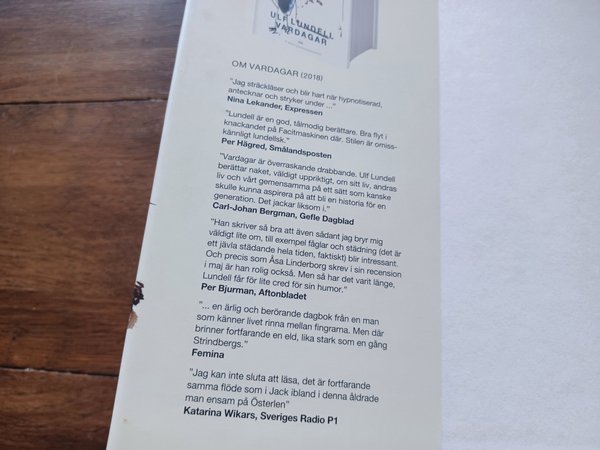 ULF LUNDELL
VARDAGAR
OM VARDAGAR (2018)
"Jag sträckläser och blir hart när hypnotiserad,
antecknar och stryker under ..."
Nina Lekander, Expressen
"Lundell är en god, tålmodig berättare. Bra flyt i
knackandet på Facitmaskinen där. Stilen är omiss-
kännligt lundellsk."
Per Hägred, Smålandsposten
"Vardagar är överraskande drabbande. Ulf Lundell
berättar naket, väldigt uppriktigt, om sitt liv, andras
liv och vårt gemensamma på ett sätt som kanske
skulle kunna aspirera på att bli en historia för en
generation. Det jackar liksom i."
Carl-Johan Bergman, Gefle Dagblad
"Han skriver så bra att även sådant jag bryr mig
väldigt lite om, till exempel fåglar och städning (det är
ett jävla städande hela tiden, faktiskt) blir intressant.
Och precis som Åsa Linderborg skrev i sin recension
i maj är han rolig också. Men så har det varit länge,
Lundell får för lite cred för sin humor."
Per Bjurman, Aftonbladet
"... en ärlig och berörande dagbok från en man
som känner livet rinna mellan fingrarna. Men där
brinner fortfarande en eld, lika stark som en gång
Strindbergs."
Femina
"Jag kan inte sluta att läsa, det är fortfarande
samma flöde som i Jack ibland i denna åldrade
man ensam på Österlen"
Katarina Wikars, Sveriges Radio P1